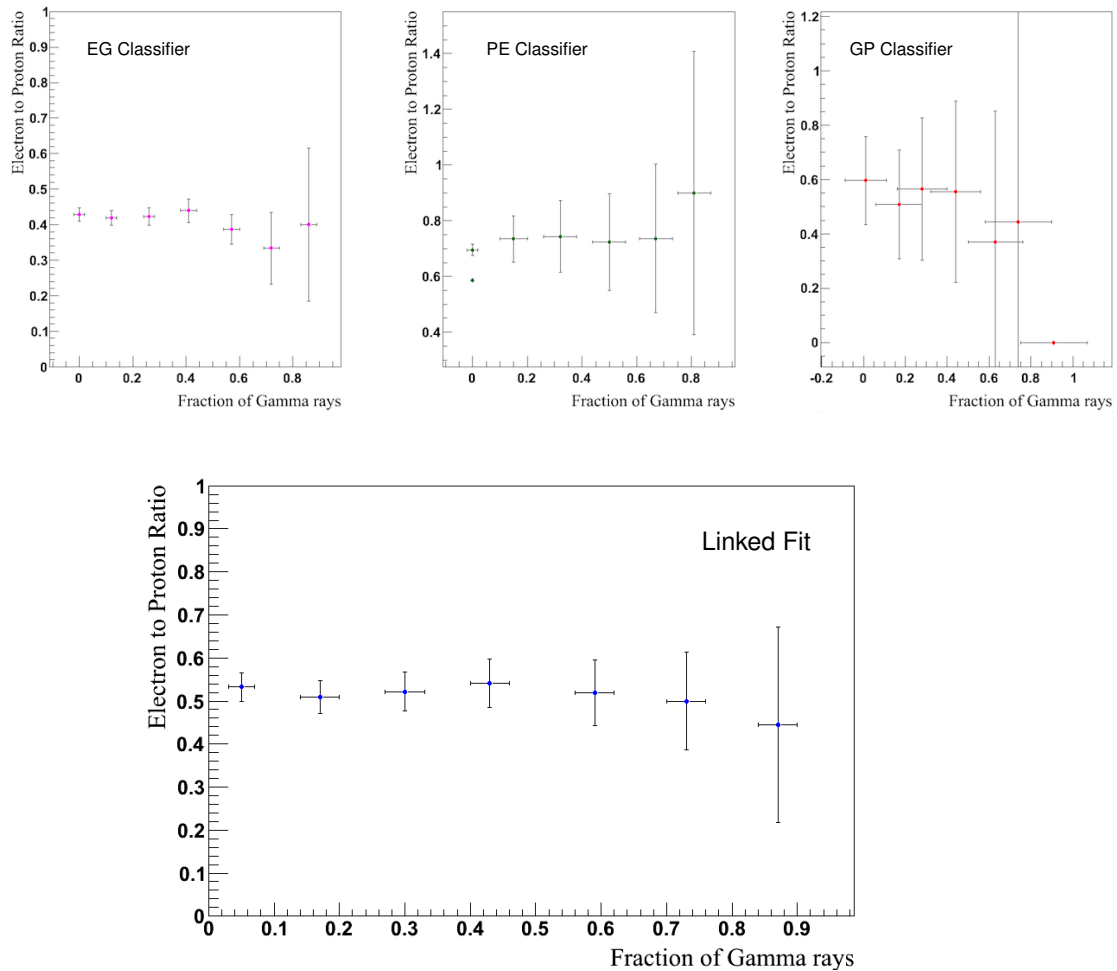 EG Classifier
Electron to Proton Ratio
1
0.9
0.8
0.7
0.6
0.5
0.4
0.3
0.2
0.1
0
0 0.2 0.4 0.6 0.8
Fraction of Gamma rays
PE Classifier
Electron to Proton Ratio
1.4
1.2
1
0.8
0.6
0.4
0 0.2 0.4 0.6 0.8
Fraction of Gamma rays
GP Classifier
Electron to Proton Ratio
1.2
1
0.8
0.6
0.4
0.2
0
-0.2 0 0.2 0.4 0.6 0.8 1
Fraction of Gamma rays
Linked Fit
Electron to Proton Ratio
1
0.9
0.8
0.7
0.6
0.5
0.4
0.3
0.2
0.1
0
0 0.1 0.2 0.3 0.4 0.5 0.6 0.7 0.8 0.9
Fraction of Gamma rays